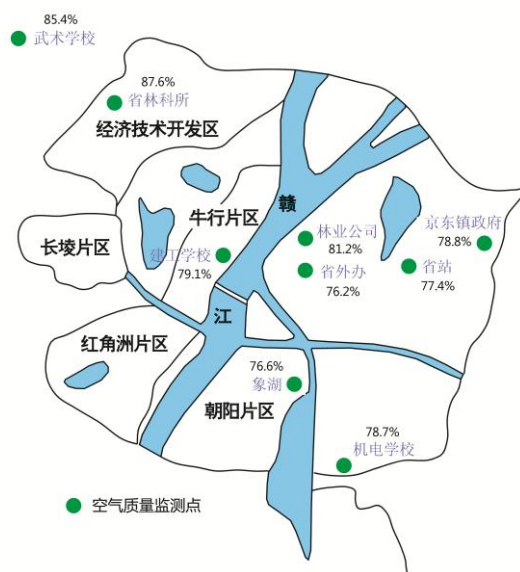 85.4%
武术学校
87.6%
省林科所
经济技术开发区
牛行片区
赣
长堎片区
林业公司
81.2%
京东镇政府
78.8%
建工学校
79.1%
省外办
76.2%
省站
77.4%
江
红角洲片区
76.6%
象湖
朝阳片区
78.7%
机电学校
空气质量监测点